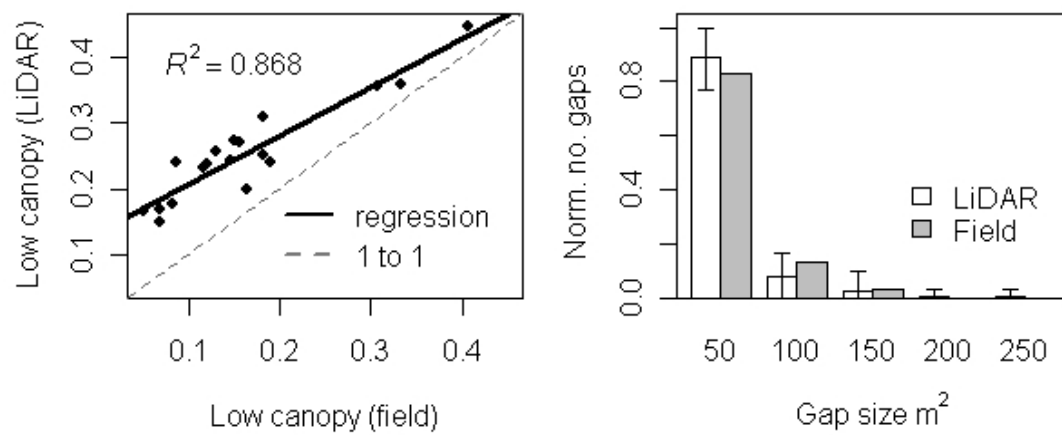 Low canopy (LiDAR)
0.4
0.3
0.2
0.1
R² = 0.868
regression
1 to 1
0.1 0.2 0.3 0.4
Low canopy (field)
Norm. no. gaps
0.8
0.4
0.0
LiDAR
Field
50 100 150 200 250
Gap size m²